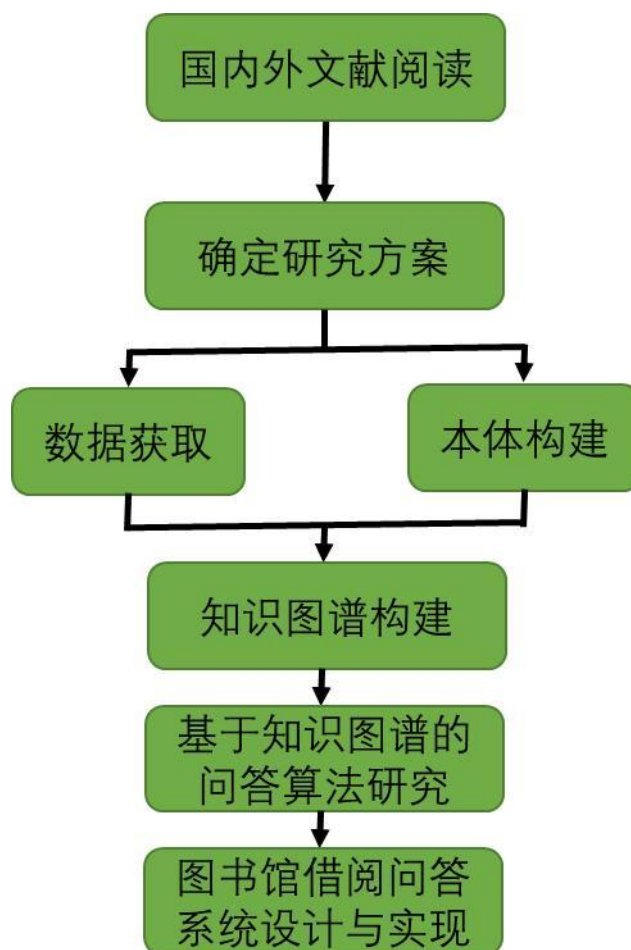 国内外文献阅读
确定研究方案
数据获取
本体构建
知识图谱构建
基于知识图谱的
问答算法研究
图书馆借阅问答
系统设计与实现